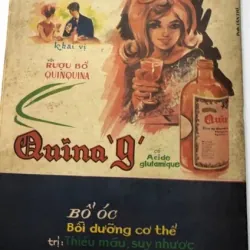 khai vị
với
RƯỢU BỔ
QUINQUINA
Quina 'g'
có
Acide
glutamique
BỔ ÓC
Bồi dưỡng cơ thể
trị: Thiếu máu, suy nhược